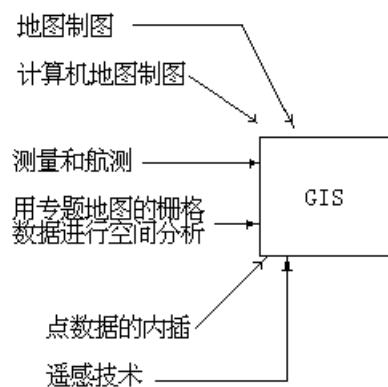 地图制图
计算机地图制图
测量和航测
用专题地图的栅格
数据进行空间分析
GIS
点数据的内插
遥感技术